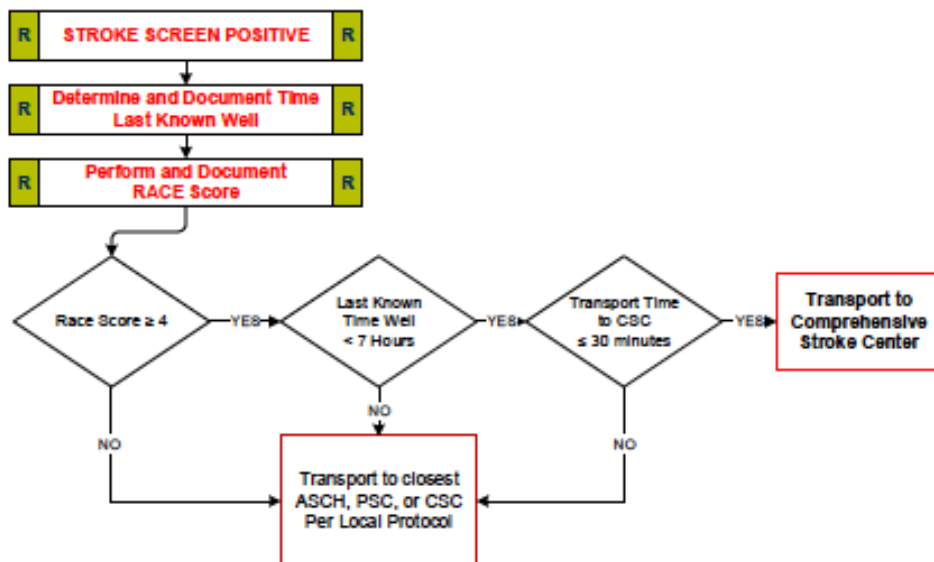 R STROKE SCREEN POSITIVE R
R Determine and Document Time R
Last Known Well
R Perform and Document R
RACE Score
Race Score ≥ 4
YES
Last Known
Time Well
< 7 Hours
YES
Transport Time
to CSC
≤ 30 minutes
YES
Transport to
Comprehensive
Stroke Center
NO
NO
NO
Transport to closest
ASCH, PSC, or CSC
Per Local Protocol